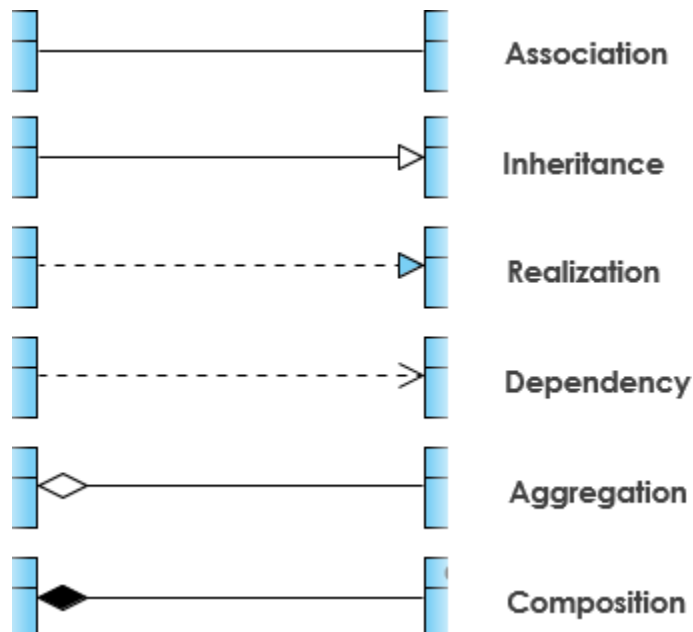 Association
Inheritance
Realization
Dependency
Aggregation
Composition